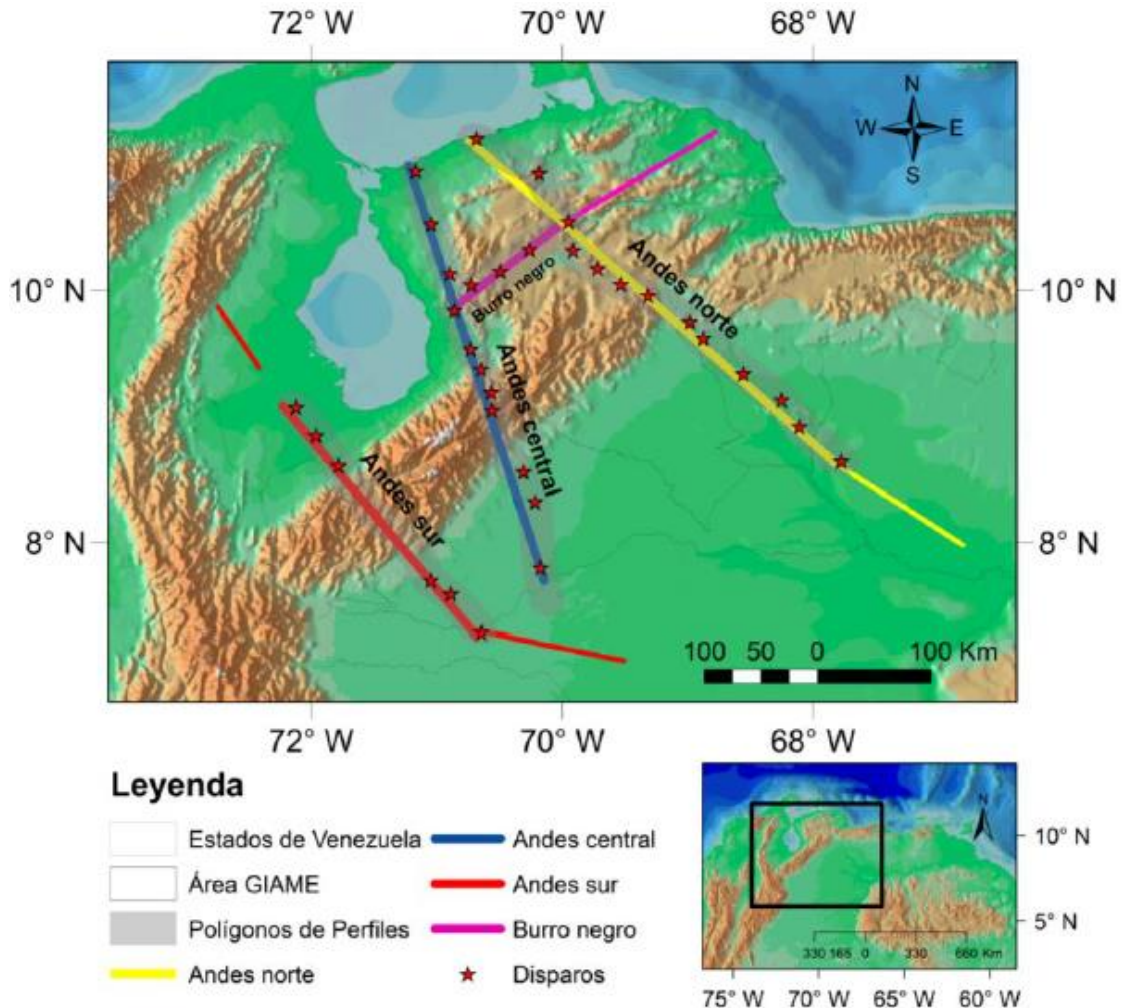 72° W 70° W 68° W
N
W E
S
10° N 10° N
Andes norte
Burro negro
Andes central
Andes sur
8° N 8° N
100 50 0 100 Km
72° W 70° W 68° W
Leyenda
Estados de Venezuela
Área GIAME
Polígonos de Perfiles
Andes norte
Andes central
Andes sur
Burro negro
Disparos
N
10° N
5° N
330 165 0 330 660 Km
75° W 70° W 65° W 60° W